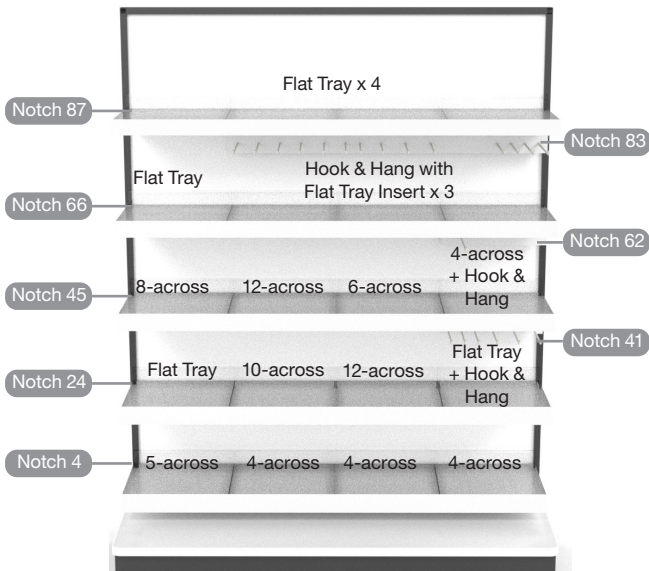 Flat Tray x 4
Notch 87
Notch 83
Flat Tray
Hook & Hang with
Flat Tray Insert x 3
Notch 66
Notch 62
4-across
+ Hook &
Hang
8-across
12-across
6-across
Notch 45
Notch 41
Flat Tray
+ Hook &
Hang
Flat Tray
10-across
12-across
Notch 24
Notch 4
5-across
4-across
4-across
4-across